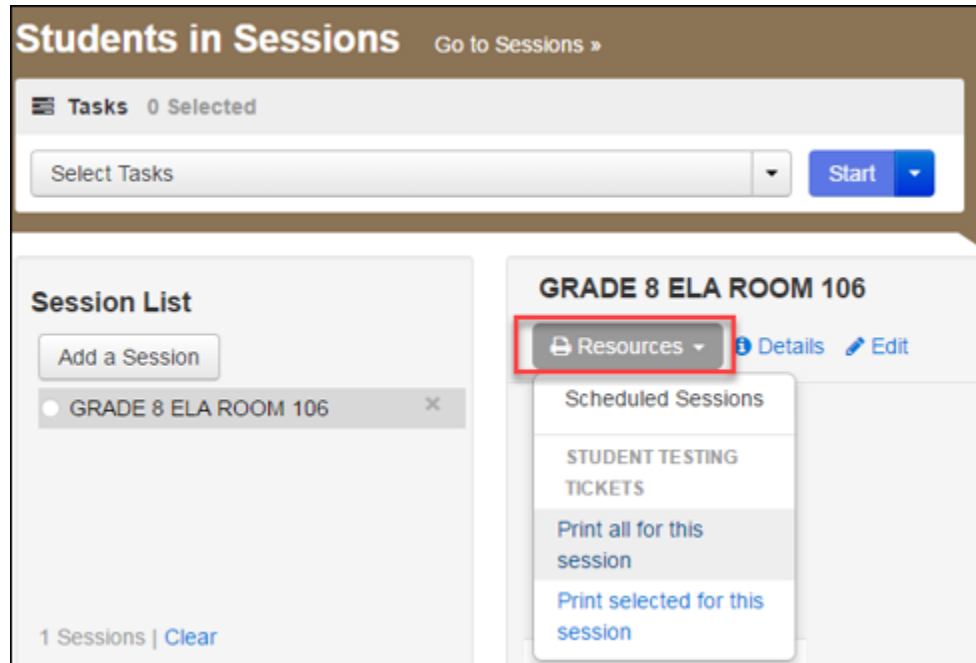 Students in Sessions Go to Sessions »
Tasks 0 Selected
Select Tasks
Start
Session List
Add a Session
GRADE 8 ELA ROOM 106 ×
1 Sessions | Clear
GRADE 8 ELA ROOM 106
Resources Details Edit
Scheduled Sessions
STUDENT TESTING
TICKETS
Print all for this
session
Print selected for this
session